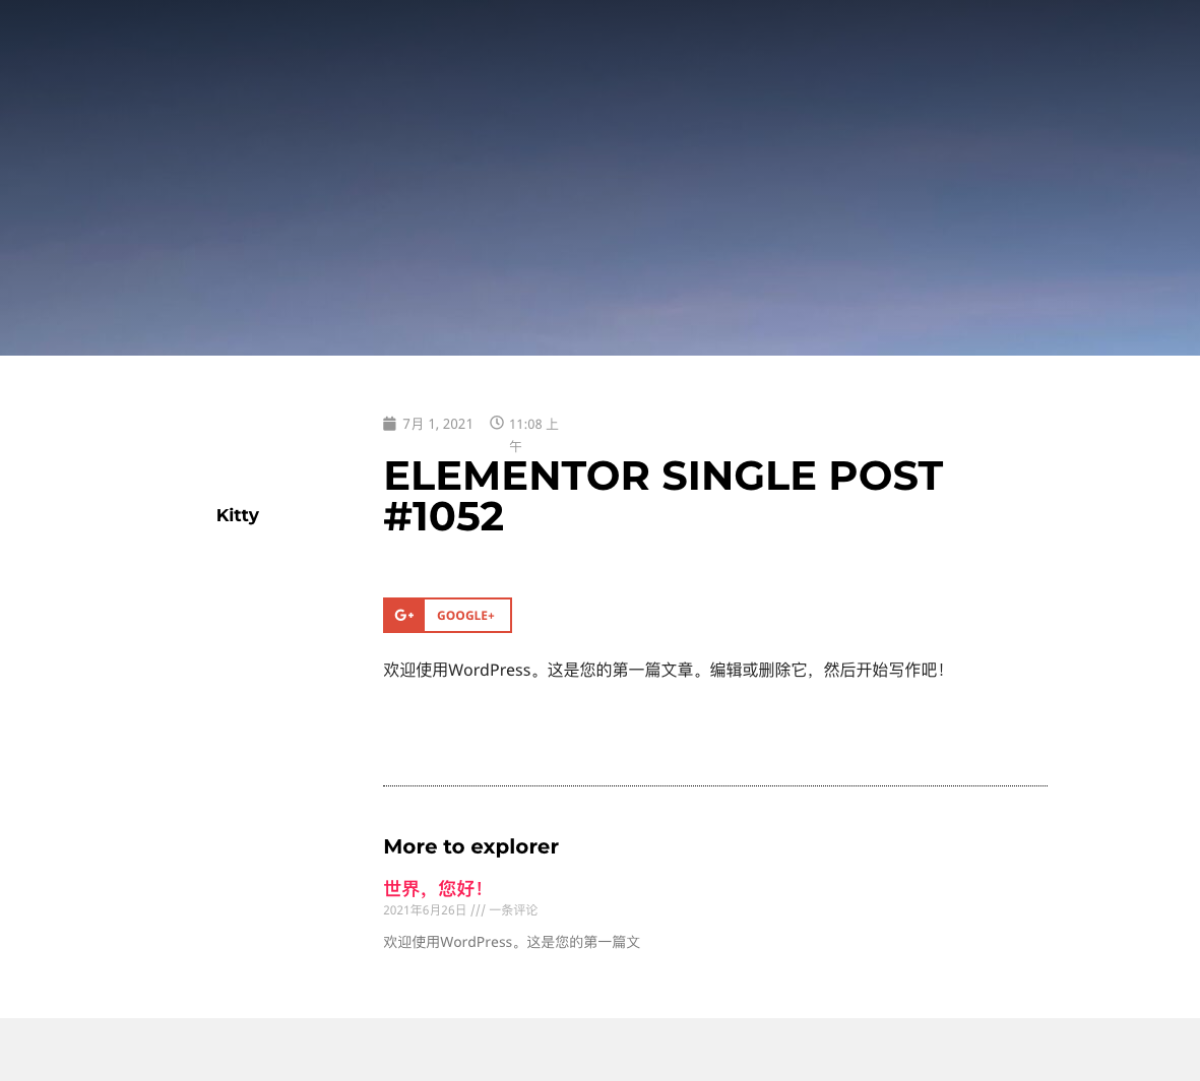 7月 1, 2021
11:08 上
午
ELEMENTOR SINGLE POST
#1052
Kitty
G+ GOOGLE+
欢迎使用WordPress。这是您的第一篇文章。编辑或删除它，然后开始写作吧！
More to explorer
世界，您好！
2021年6月26日 /// 一条评论
欢迎使用WordPress。这是您的第一篇文